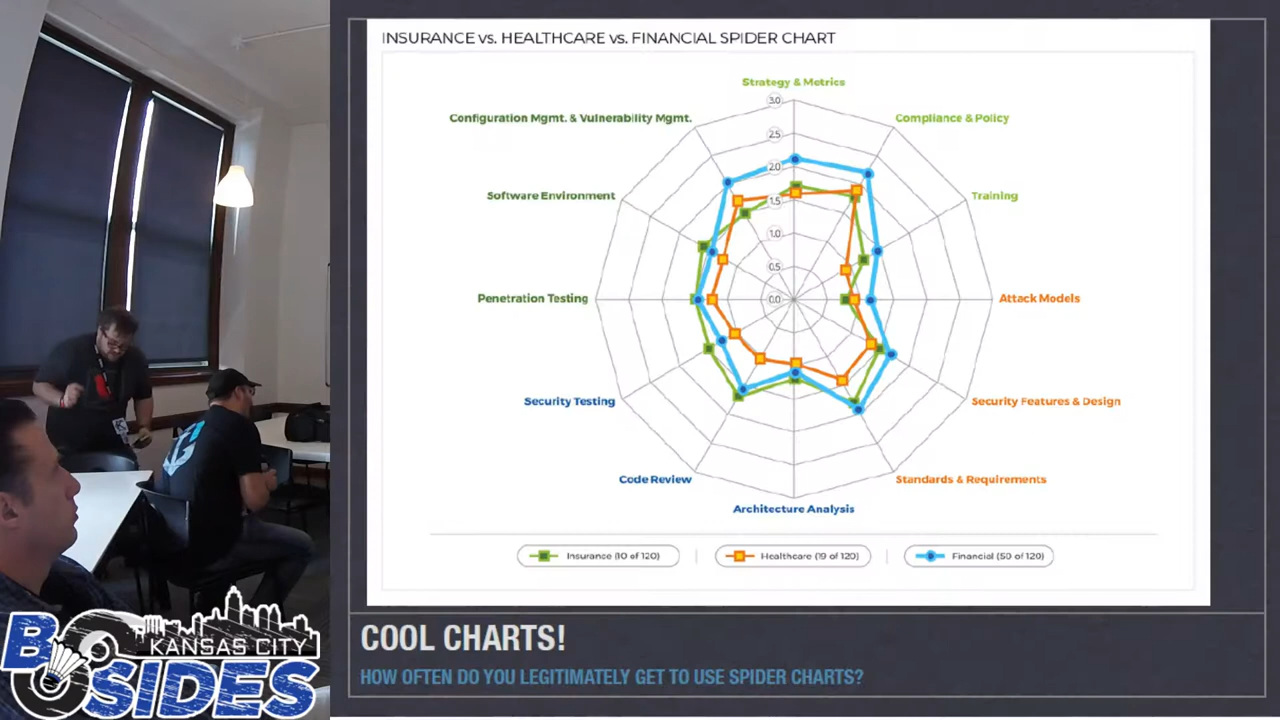 INSURANCE vs. HEALTHCARE vs. FINANCIAL SPIDER CHART
Strategy & Metrics
3.0
Configuration Mgmt. & Vulnerability Mgmt.
Compliance & Policy
2.5
2.0
Software Environment
1.5
Training
1.0
0.5
Penetration Testing
0.0
Attack Models
Security Testing
Security Features & Design
Code Review
Standards & Requirements
Architecture Analysis
Insurance (10 of 120)
Healthcare (19 of 120)
Financial (50 of 120)
COOL CHARTS!
HOW OFTEN DO YOU LEGITIMATELY GET TO USE SPIDER CHARTS?
KANSAS CITY
BSIDES